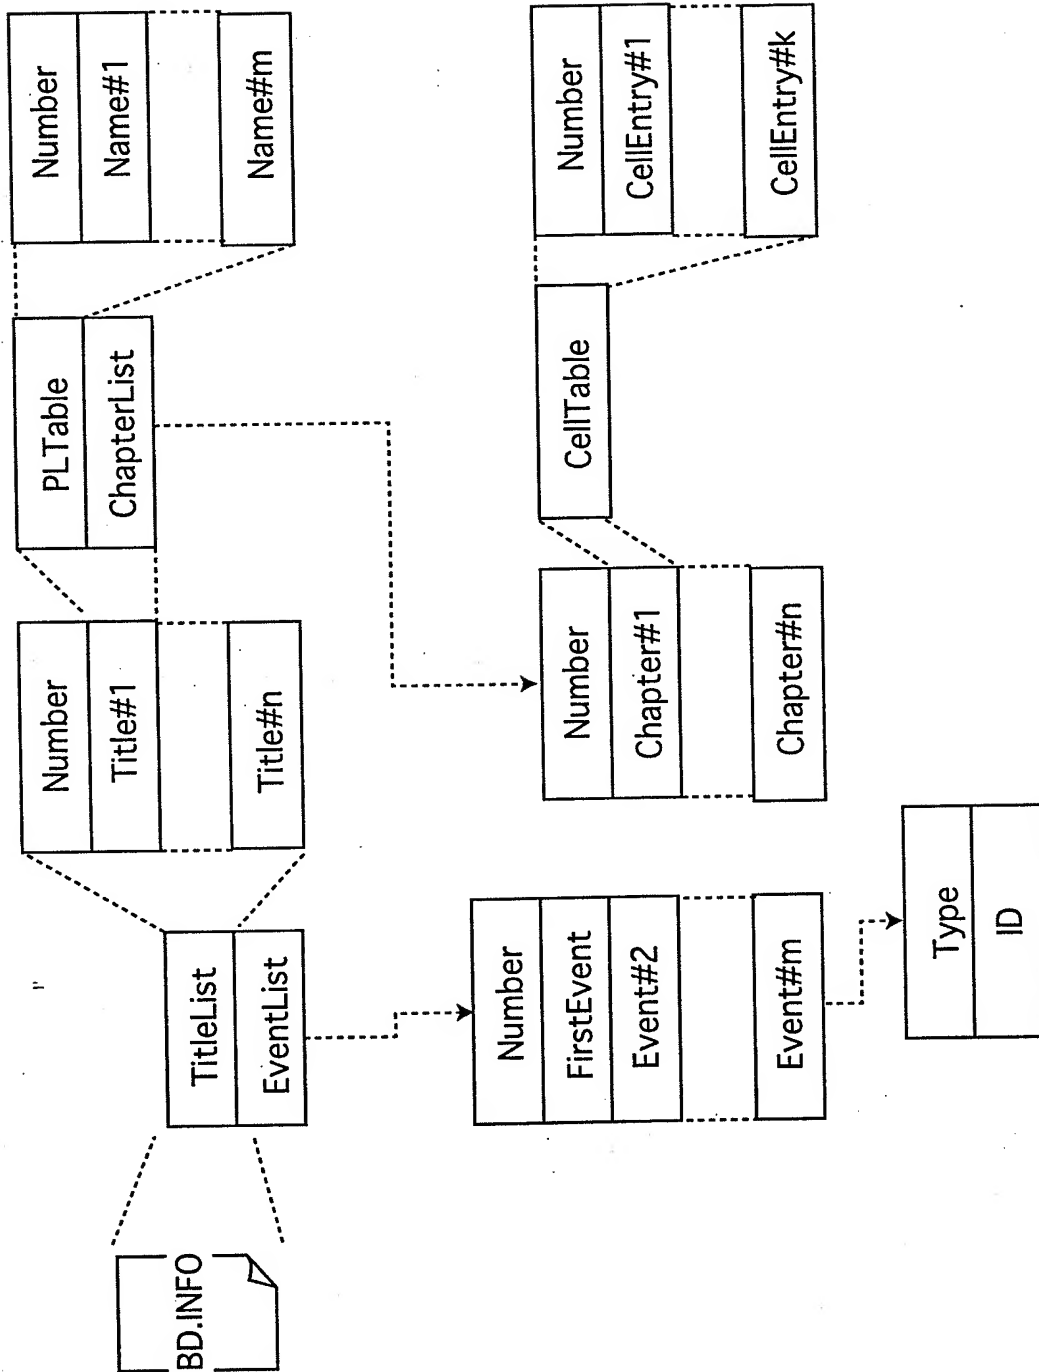 BD.INFO
TitleList
EventList
Number
Title#1
Title#n
PLTable
ChapterList
Number
Name#1
Name#m
Number
FirstEvent
Event#2
Event#m
Type
ID
Number
Chapter#1
Chapter#n
CellTable
Number
CellEntry#1
CellEntry#k